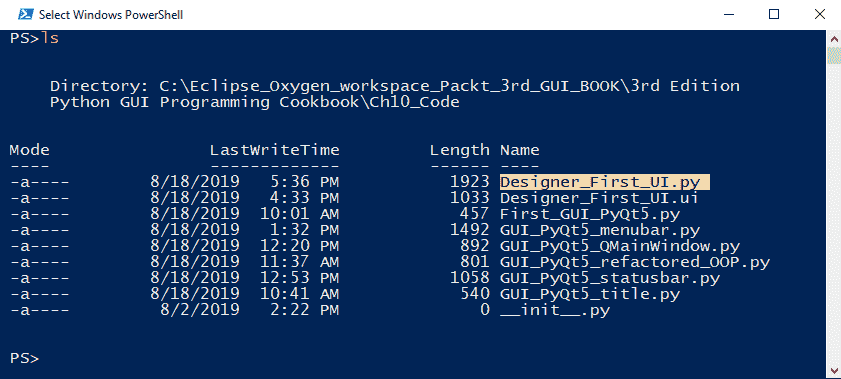 Select Windows PowerShell
PS>ls
Directory: C:\Eclipse_Oxygen_workspace_Packt_3rd_GUI_BOOK\3rd Edition
Python GUI Programming Cookbook\Ch10_Code
Mode LastWriteTime Length Name
---- ------------- ------ ----
-a---- 8/18/2019 5:36 PM 1923 Designer_First_UI.py
-a---- 8/18/2019 4:33 PM 1033 Designer_First_UI.ui
-a---- 8/18/2019 10:01 AM 457 First_GUI_PyQt5.py
-a---- 8/18/2019 1:32 PM 1492 GUI_PyQt5_menubar.py
-a---- 8/18/2019 12:20 PM 892 GUI_PyQt5_QMainWindow.py
-a---- 8/18/2019 11:37 AM 801 GUI_PyQt5_refactored_OOP.py
-a---- 8/18/2019 12:53 PM 1058 GUI_PyQt5_statusbar.py
-a---- 8/18/2019 10:41 AM 540 GUI_PyQt5_title.py
-a---- 8/2/2019 2:22 PM 0 __init__.py
PS>